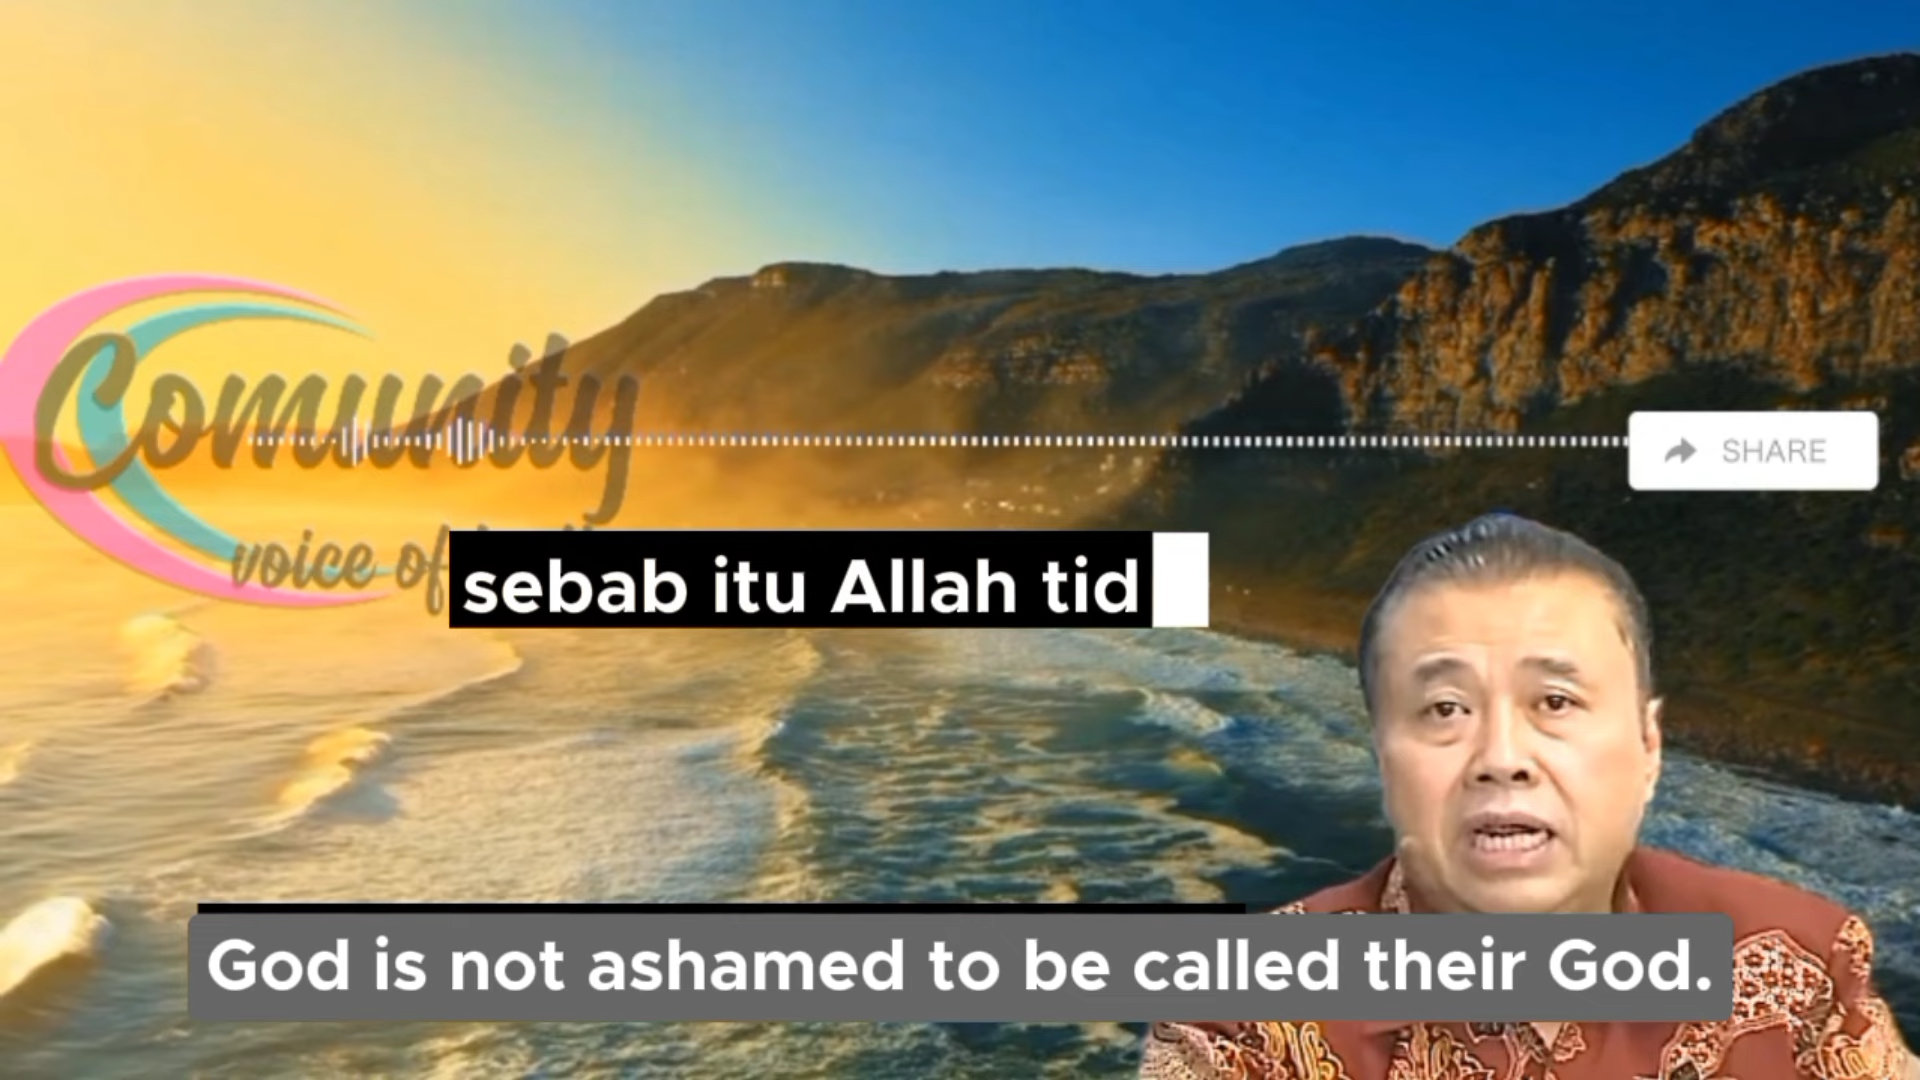 Comunity
SHARE
voice of
sebab itu Allah tid
God is not ashamed to be called their God.